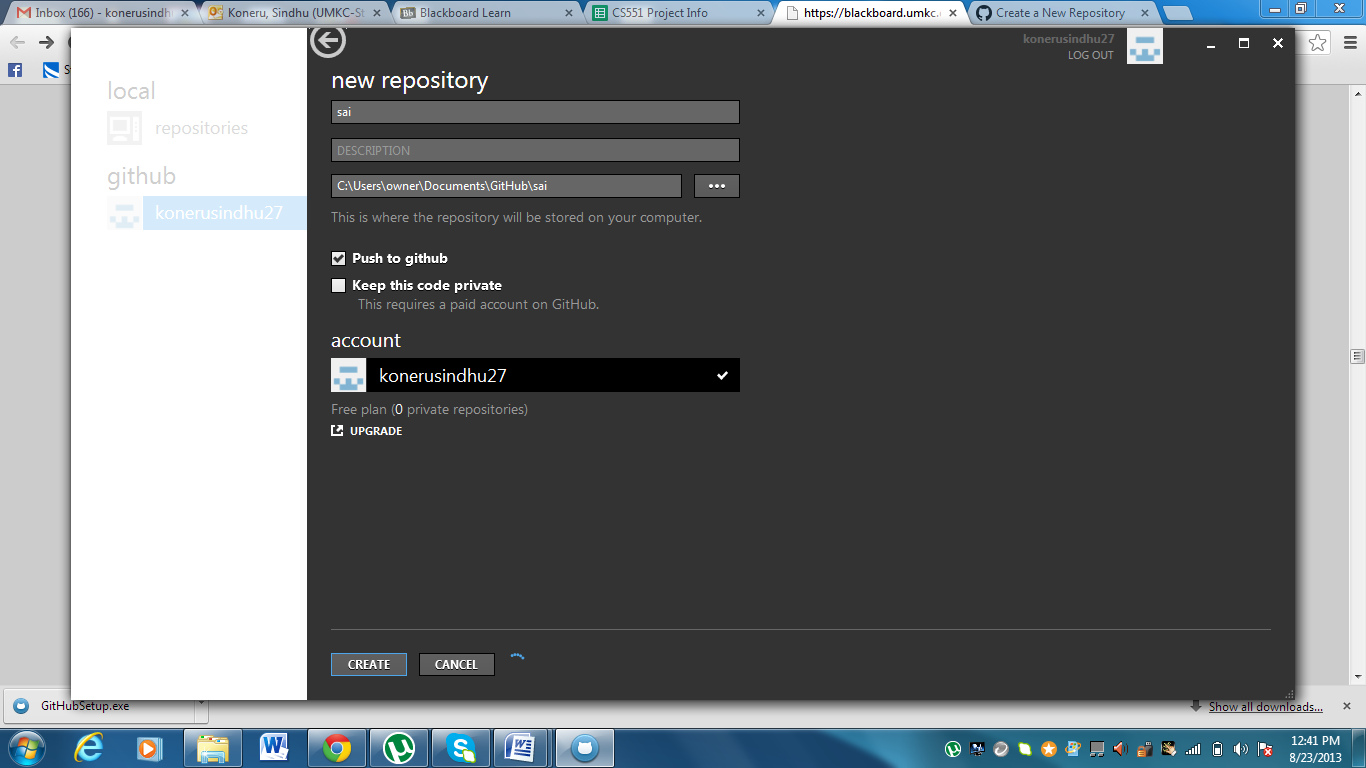 Inbox (166) - konerusindh
Koneru, Sindhu (UMKC-St
Bb Blackboard Learn
CS551 Project Info
https://blackboard.umkc.
Create a New Repository
konerusindhu27
LOG OUT
local
repositories
github
konerusindhu27
new repository
sai
DESCRIPTION
C:\Users\owner\Documents\GitHub\sai
This is where the repository will be stored on your computer.
Push to github
Keep this code private
This requires a paid account on GitHub.
account
konerusindhu27
Free plan (0 private repositories)
UPGRADE
CREATE
CANCEL
GitHubSetup.exe
Show all downloads...
12:41 PM
8/23/2013